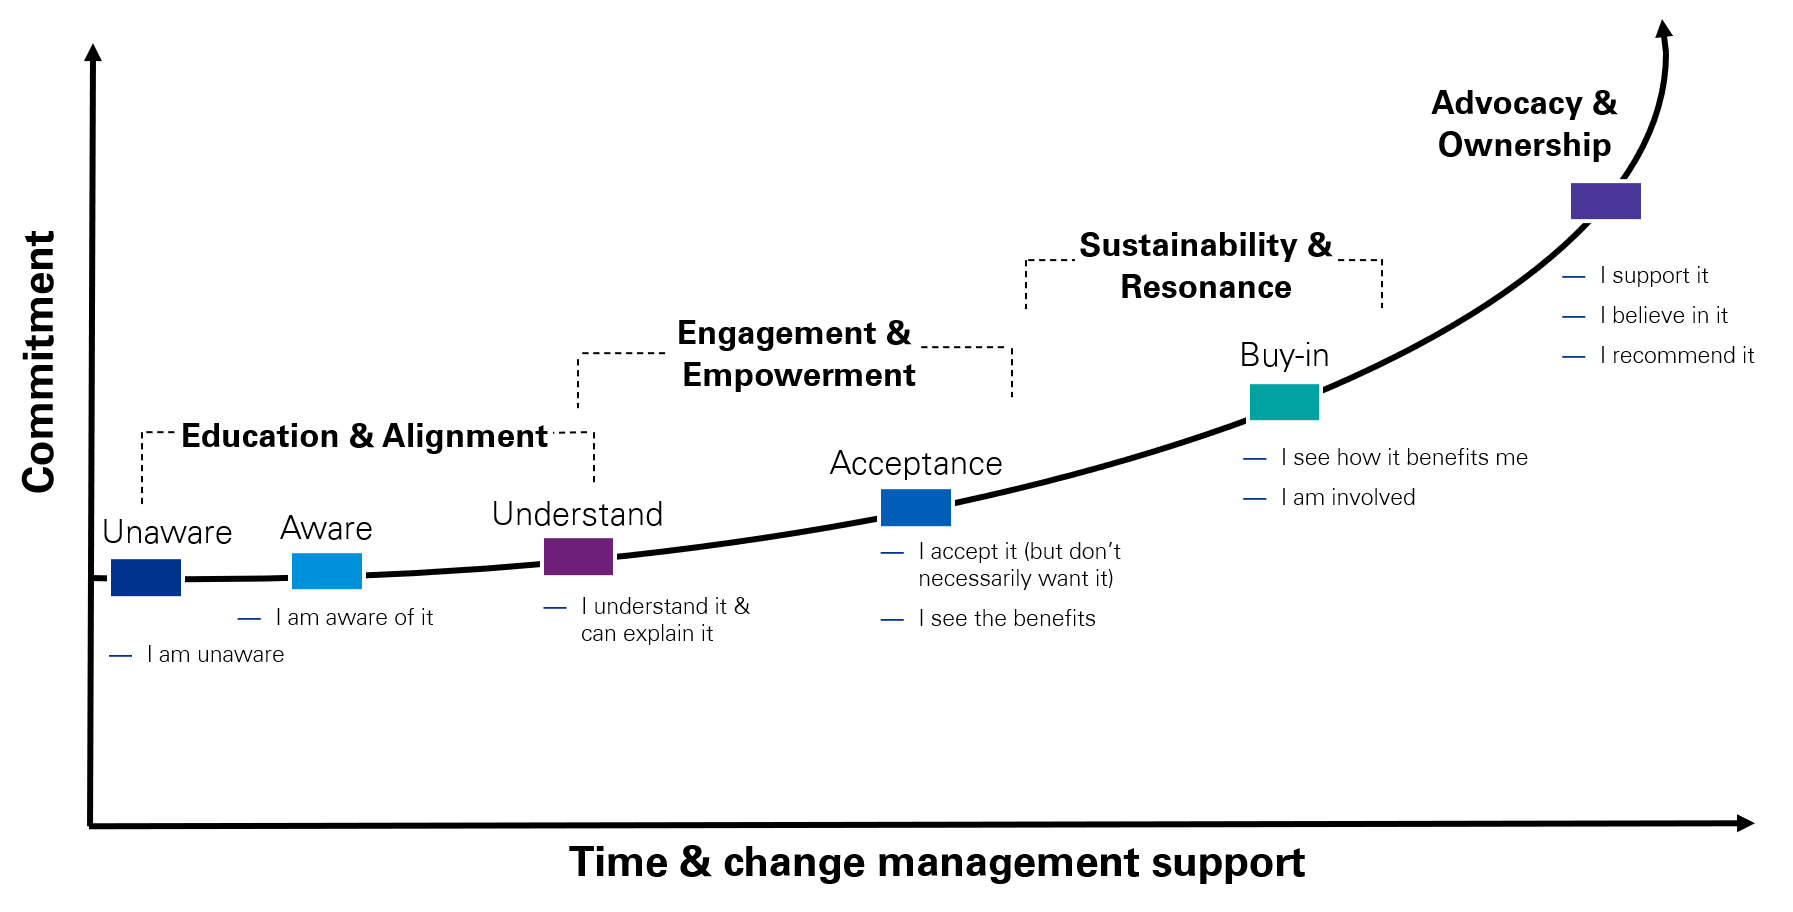 Commitment
Advocacy &
Ownership
— I support it
— I believe in it
— I recommend it
Sustainability &
Resonance
Buy-in
— I see how it benefits me
— I am involved
Engagement &
Empowerment
Acceptance
— I accept it (but don’t
necessarily want it)
— I see the benefits
Education & Alignment
Understand
— I understand it &
can explain it
Aware
— I am aware of it
Unaware
— I am unaware
Time & change management support